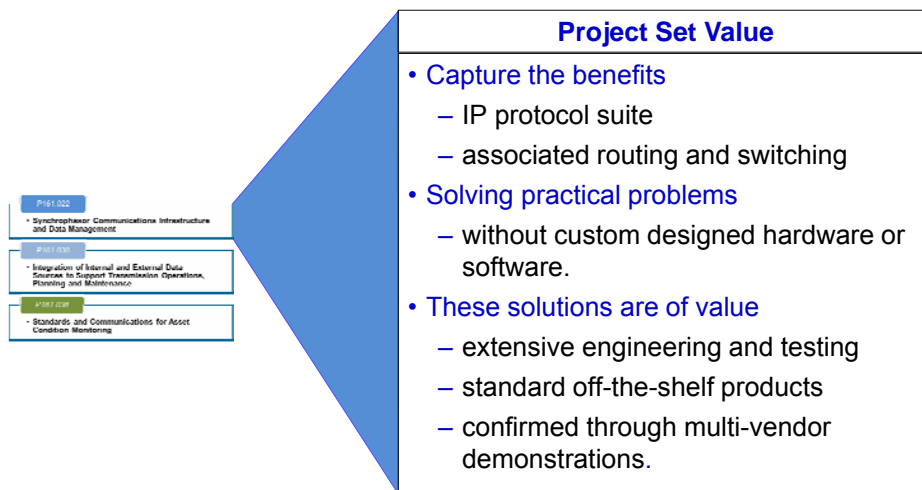 Project Set Value
• Capture the benefits
– IP protocol suite
– associated routing and switching
• Solving practical problems
– without custom designed hardware or
software.
• These solutions are of value
– extensive engineering and testing
– standard off-the-shelf products
– confirmed through multi-vendor
demonstrations.
P161.022
• Synchrophasor Communications Infrastructure
and Data Management
• Integration of Internal and External Data
Sources to Support Transmission Operations,
Planning and Maintenance
• Standards and Communications for Asset
Condition Monitoring